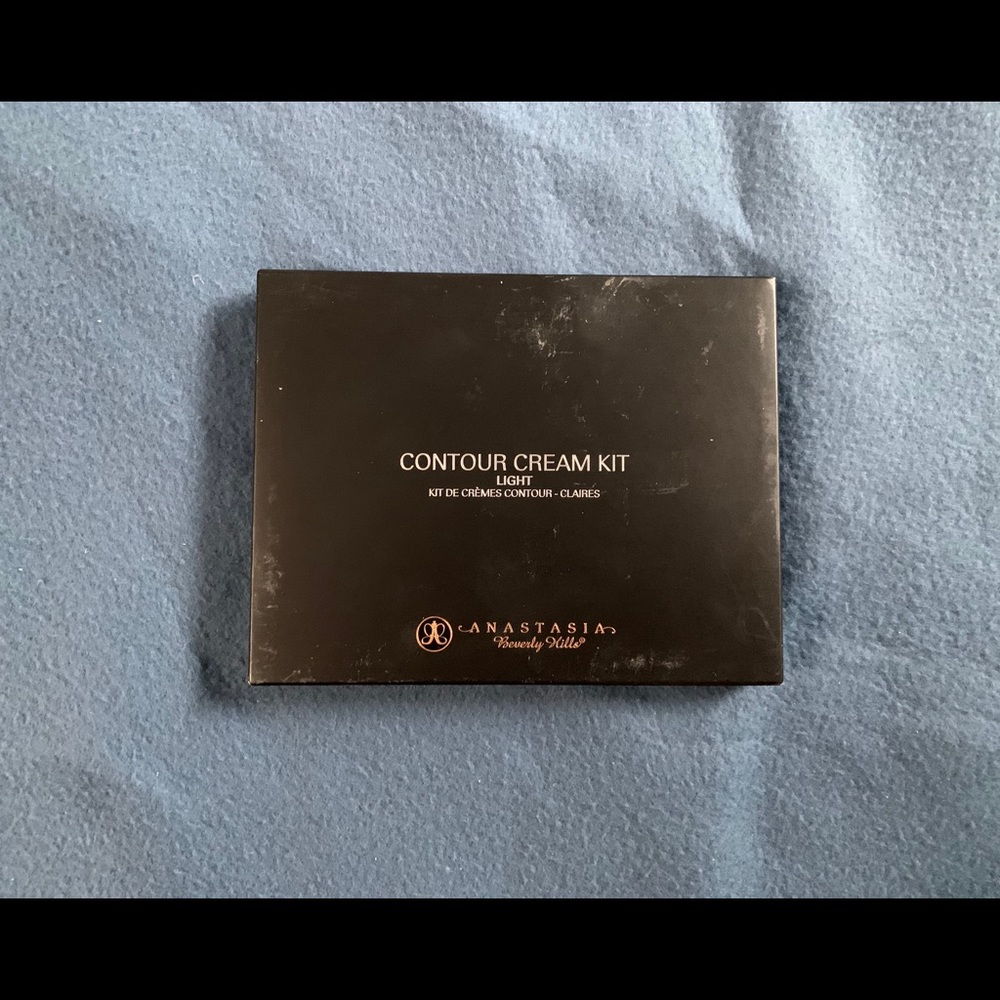 CONTOUR CREAM KIT
LIGHT
KIT DE CRÈMES CONTOUR - CLAIRES
ANASTASIA
Beverly Hills®